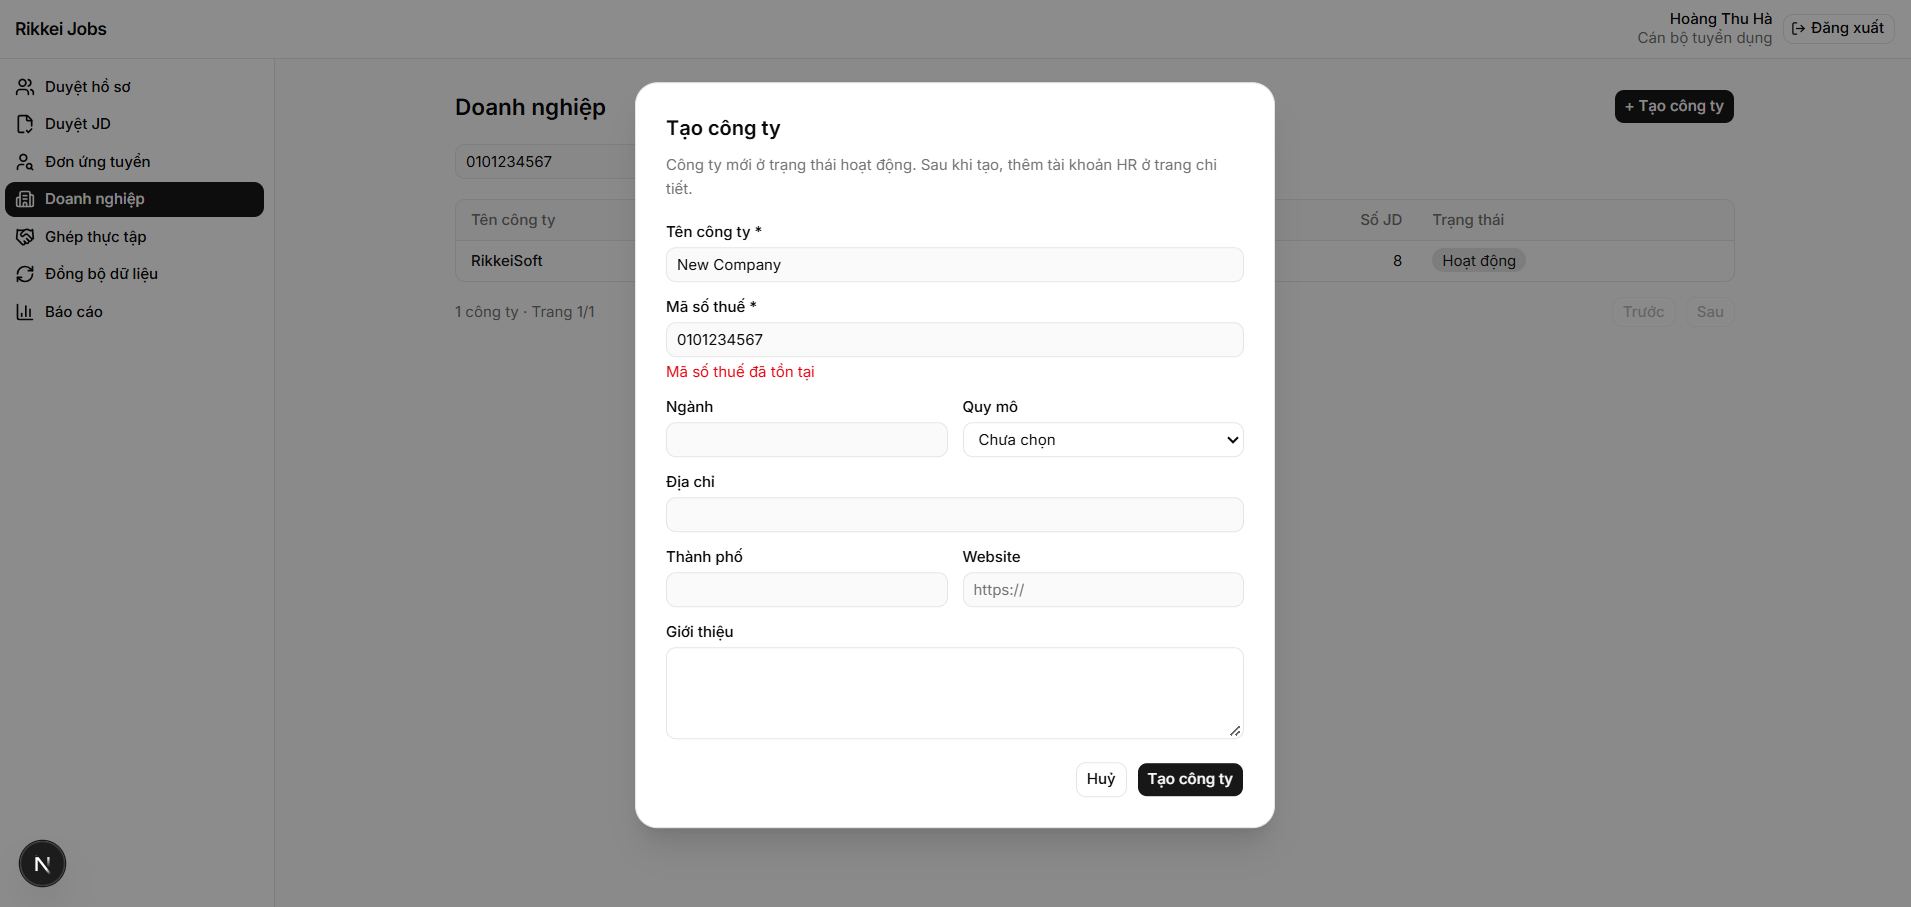 Rikkei Jobs
Hoàng Thu Hà
Cán bộ tuyển dụng
Đăng xuất
Duyệt hồ sơ
Duyệt JD
Đơn ứng tuyển
Doanh nghiệp
Ghép thực tập
Đồng bộ dữ liệu
Báo cáo
Doanh nghiệp
+ Tạo công ty
0101234567
Tên công ty
Số JD
Trạng thái
RikkeiSoft
8
Hoạt động
1 công ty · Trang 1/1
Trước
Sau
Tạo công ty
Công ty mới ở trạng thái hoạt động. Sau khi tạo, thêm tài khoản HR ở trang chi
tiết.
Tên công ty *
New Company
Mã số thuế *
0101234567
Mã số thuế đã tồn tại
Ngành
Quy mô
Chưa chọn
Địa chỉ
Thành phố
Website
https://
Giới thiệu
Huỷ
Tạo công ty
N